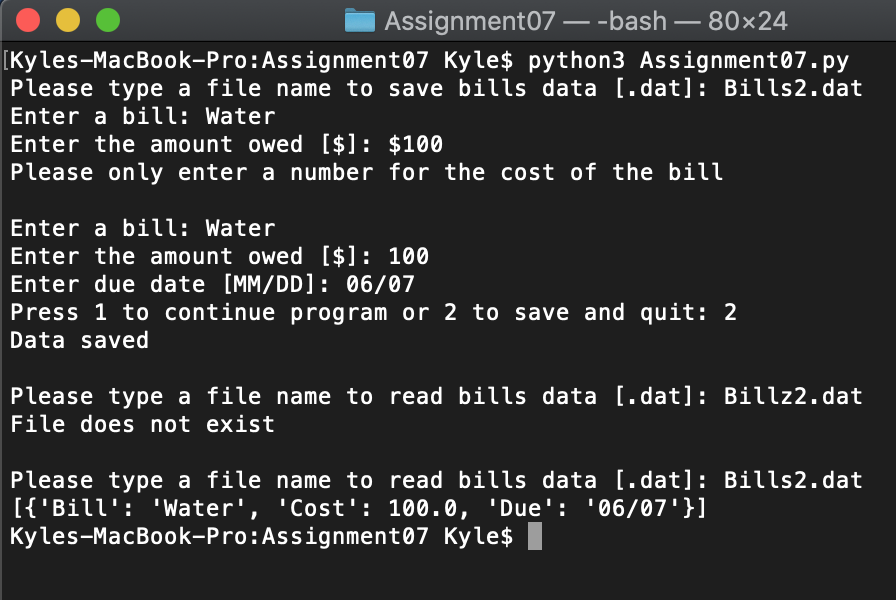 Assignment07 — -bash — 80×24
[Kyles-MacBook-Pro:Assignment07 Kyle$ python3 Assignment07.py
Please type a file name to save bills data [.dat]: Bills2.dat
Enter a bill: Water
Enter the amount owed [$]: $100
Please only enter a number for the cost of the bill
Enter a bill: Water
Enter the amount owed [$]: 100
Enter due date [MM/DD]: 06/07
Press 1 to continue program or 2 to save and quit: 2
Data saved
Please type a file name to read bills data [.dat]: Billz2.dat
File does not exist
Please type a file name to read bills data [.dat]: Bills2.dat
[{'Bill': 'Water', 'Cost': 100.0, 'Due': '06/07'}]
Kyles-MacBook-Pro:Assignment07 Kyle$